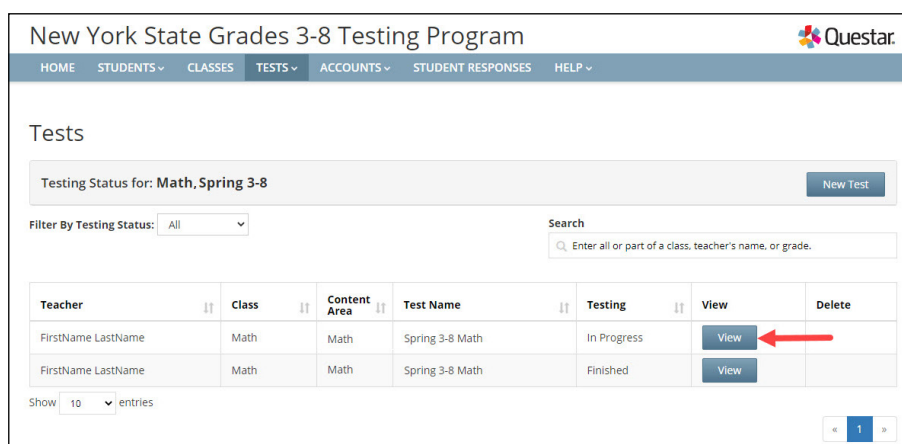 New York State Grades 3-8 Testing Program
Questar.
HOME STUDENTS CLASSES TESTS ACCOUNTS STUDENT RESPONSES HELP
Tests
Testing Status for: Math, Spring 3-8
New Test
Filter By Testing Status: All
Search
Enter all or part of a class, teacher's name, or grade.
Teacher Class Content Area Test Name Testing View Delete
FirstName LastName Math Math Spring 3-8 Math In Progress View
FirstName LastName Math Math Spring 3-8 Math Finished View
Show 10 entries
« 1 »